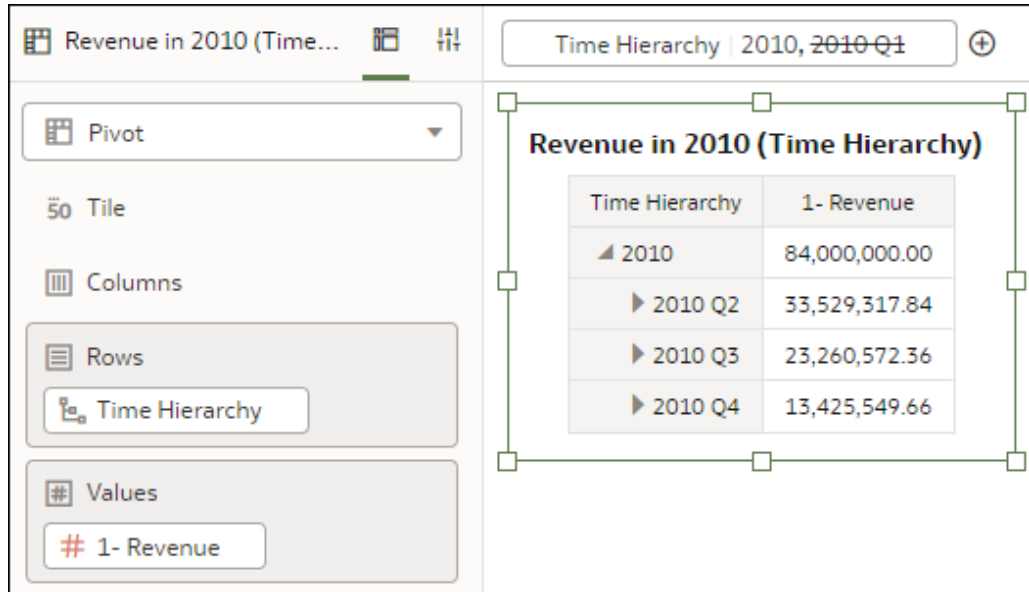 Revenue in 2010 (Time...
Pivot
50 Tile
Columns
Rows
Time Hierarchy
Values
# 1- Revenue
Time Hierarchy | 2010, 2010 Q1
Revenue in 2010 (Time Hierarchy)
Time Hierarchy 1- Revenue
2010 84,000,000.00
2010 Q2 33,529,317.84
2010 Q3 23,260,572.36
2010 Q4 13,425,549.66